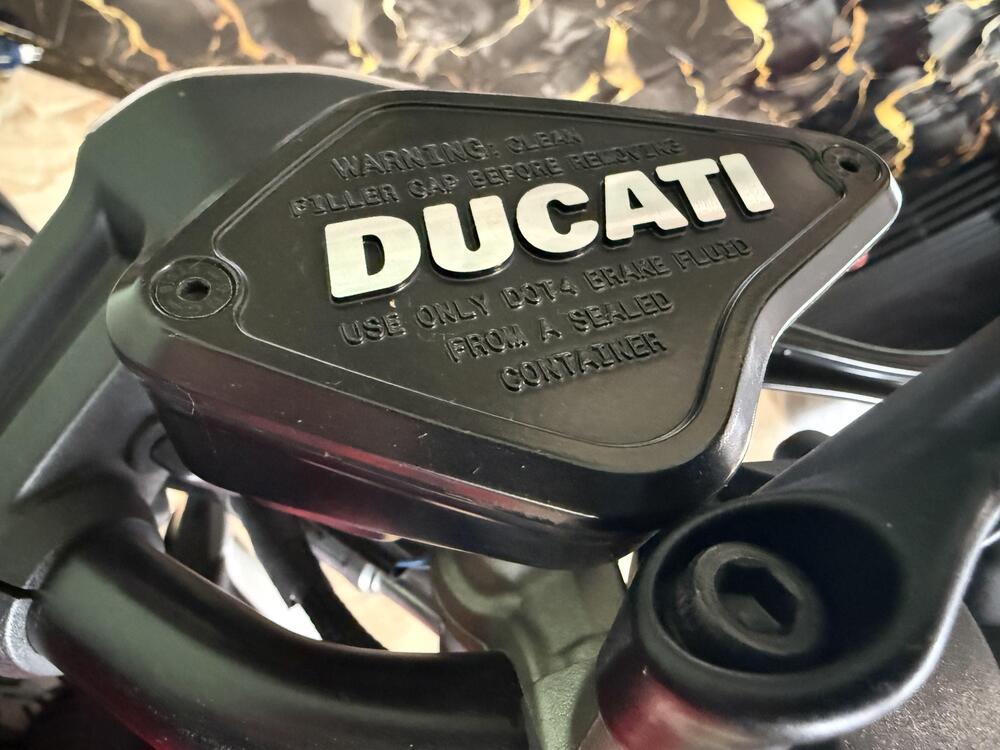 WARNING: CLEAN
FILLER CAP BEFORE REMOVING
DUCATI
USE ONLY DOT4 BRAKE FLUID
FROM A SEALED
CONTAINER